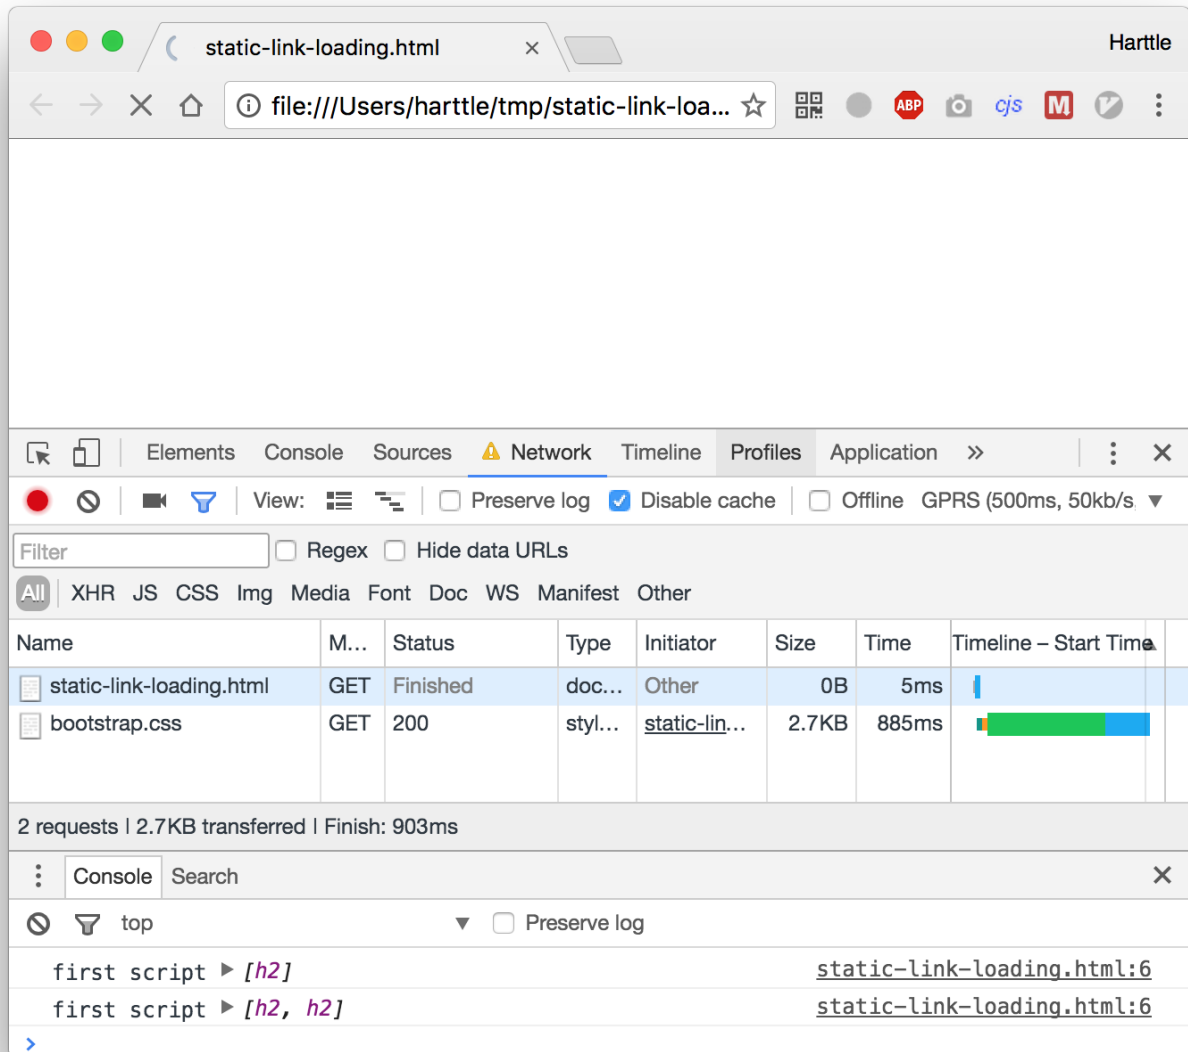 static-link-loading.html
Harttle
file:///Users/harttle/tmp/static-link-loa...
ABP
cjs
M
Elements Console Sources Network Timeline Profiles Application »
View: Preserve log Disable cache Offline GPRS (500ms, 50kb/s,
Filter Regex Hide data URLs
All XHR JS CSS Img Media Font Doc WS Manifest Other
Name M... Status Type Initiator Size Time Timeline – Start Time
static-link-loading.html GET Finished doc... Other 0B 5ms
bootstrap.css GET 200 styl... static-lin... 2.7KB 885ms
2 requests | 2.7KB transferred | Finish: 903ms
Console Search
top Preserve log
first script ▶ [h2] static-link-loading.html:6
first script ▶ [h2, h2] static-link-loading.html:6
>